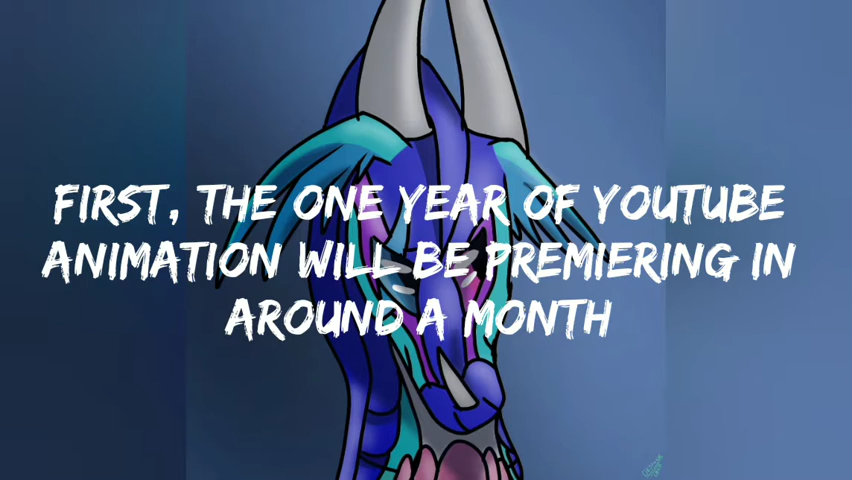 FIRST, THE ONE YEAR OF YOUTUBE
ANIMATION WILL BE PREMIERING IN
AROUND A MONTH